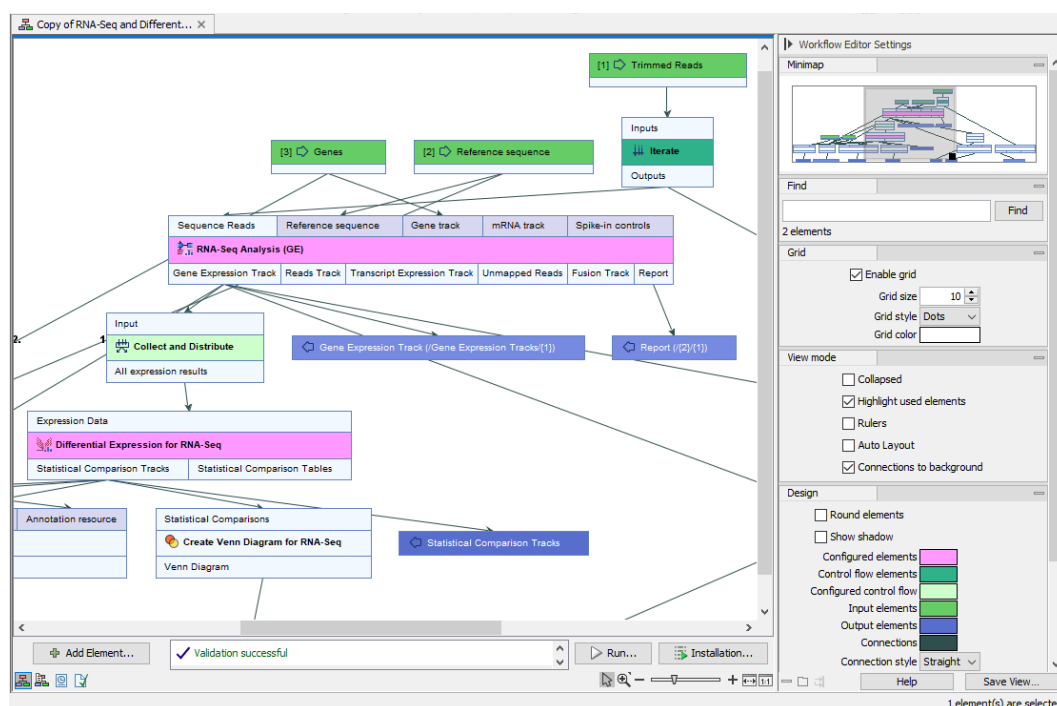 Copy of RNA-Seq and Different... ×
[1] Trimmed Reads
Inputs
Iterate
Outputs
[3] Genes
[2] Reference sequence
Sequence Reads Reference sequence Gene track mRNA track Spike-in controls
RNA-Seq Analysis (GE)
Gene Expression Track Reads Track Transcript Expression Track Unmapped Reads Fusion Track Report
2.
1
Input
Collect and Distribute
All expression results
Gene Expression Track (/Gene Expression Tracks/{1})
Report (/{2}/{1})
Expression Data
Differential Expression for RNA-Seq
Statistical Comparison Tracks Statistical Comparison Tables
Annotation resource
Statistical Comparisons
Create Venn Diagram for RNA-Seq
Venn Diagram
Statistical Comparison Tracks
Add Element...
Validation successful
Run...
Installation...
Workflow Editor Settings
Minimap
Find
Find
2 elements
Grid
Enable grid
Grid size 10
Grid style Dots
Grid color
View mode
Collapsed
Highlight used elements
Rulers
Auto Layout
Connections to background
Design
Round elements
Show shadow
Configured elements
Control flow elements
Configured control flow
Input elements
Output elements
Connections
Connection style Straight
Help
Save View...
1 element(s) are selecte